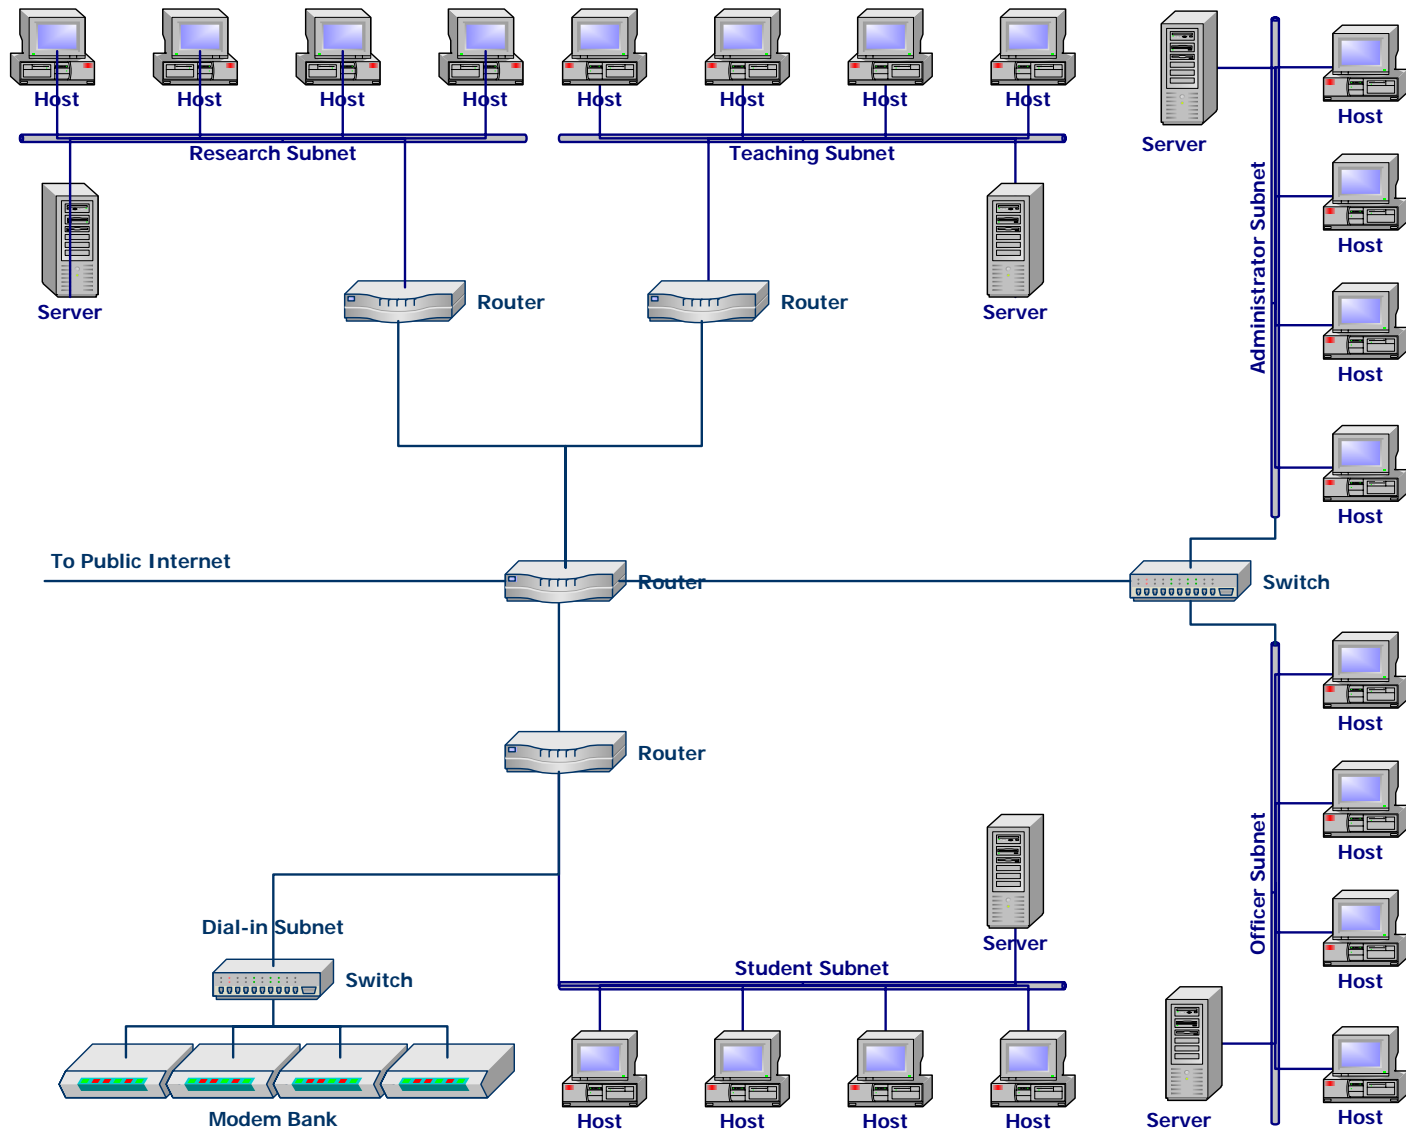 Host
Host
Host
Host
Host
Host
Host
Host
Research Subnet
Teaching Subnet
Server
Router
Router
Server
Server
Host
Host
Host
Host
Administrator Subnet
To Public Internet
Router
Switch
Router
Dial-in Subnet
Switch
Modem Bank
Server
Student Subnet
Host
Host
Host
Host
Officer Subnet
Host
Host
Host
Host
Server